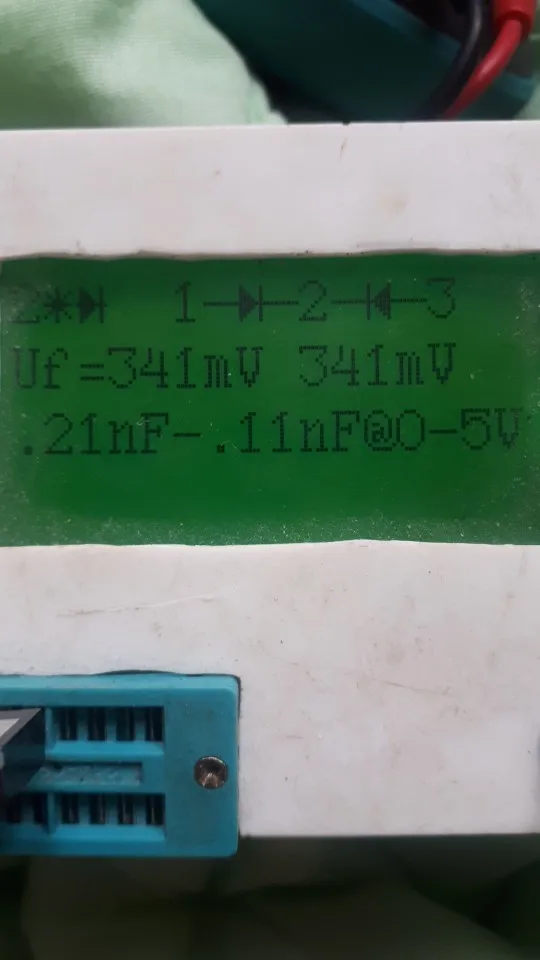 2*▶| 1─▶|─2─|◀─3
Uf=341mV 341mV
.21nF-.11nF@0-5V